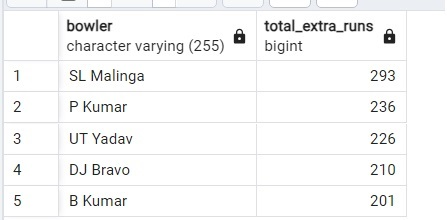 bowler total_extra_runs
character varying (255) bigint
1 SL Malinga 293
2 P Kumar 236
3 UT Yadav 226
4 DJ Bravo 210
5 B Kumar 201